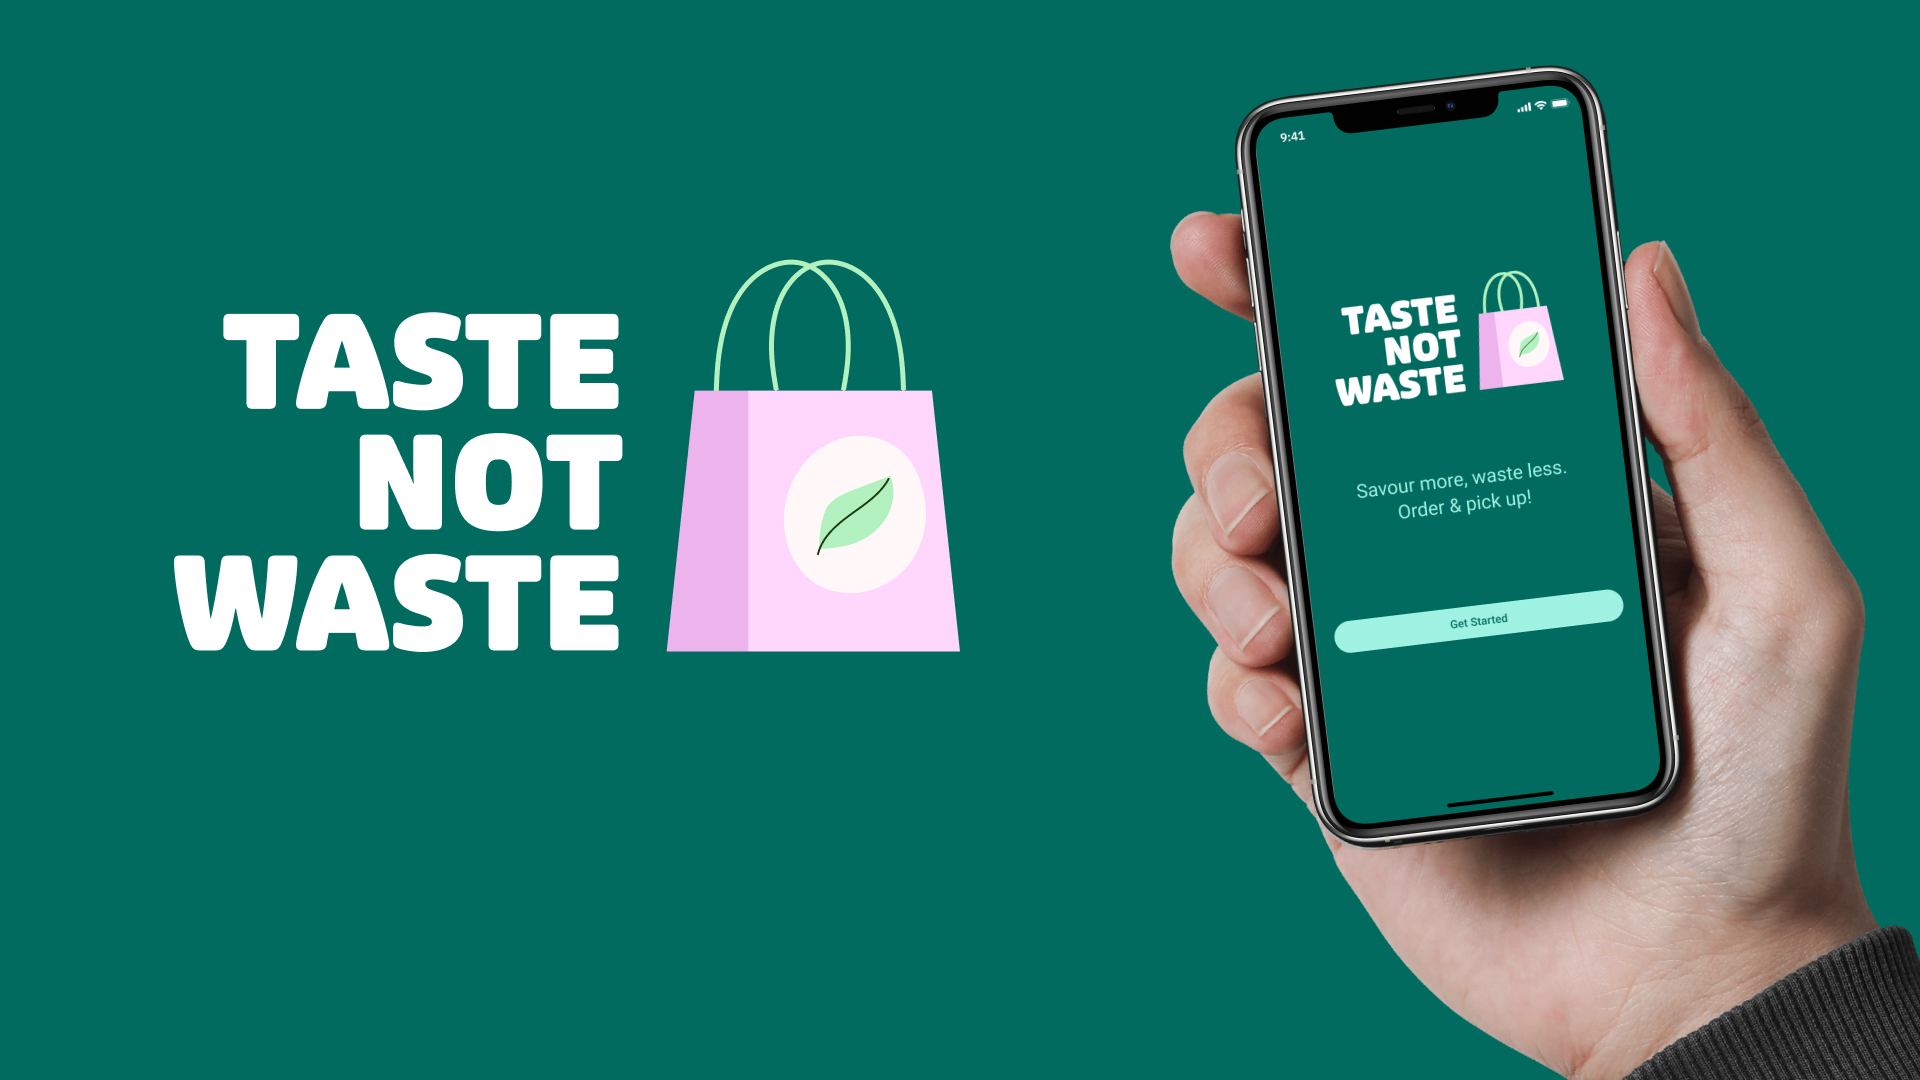 TASTE
NOT
WASTE
9:41
TASTE
NOT
WASTE
Savour more, waste less.
Order & pick up!
Get Started